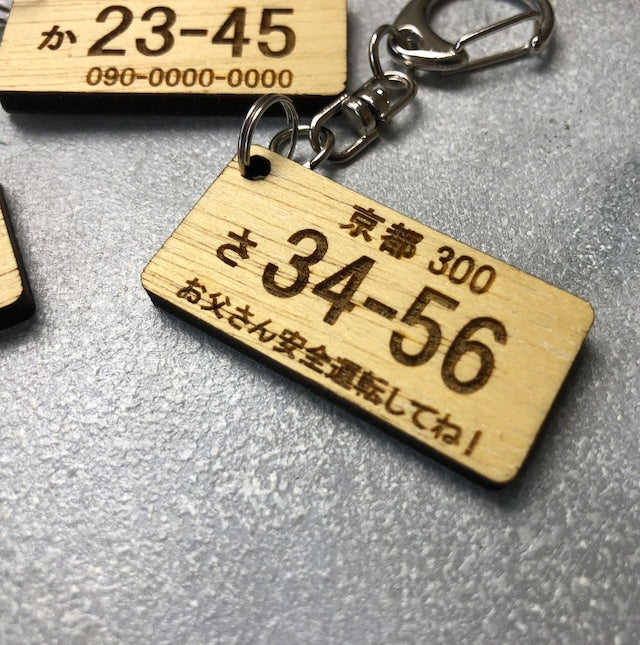 か 23-45
090-0000-0000
京都 300
さ 34-56
お父さん安全運転してね！